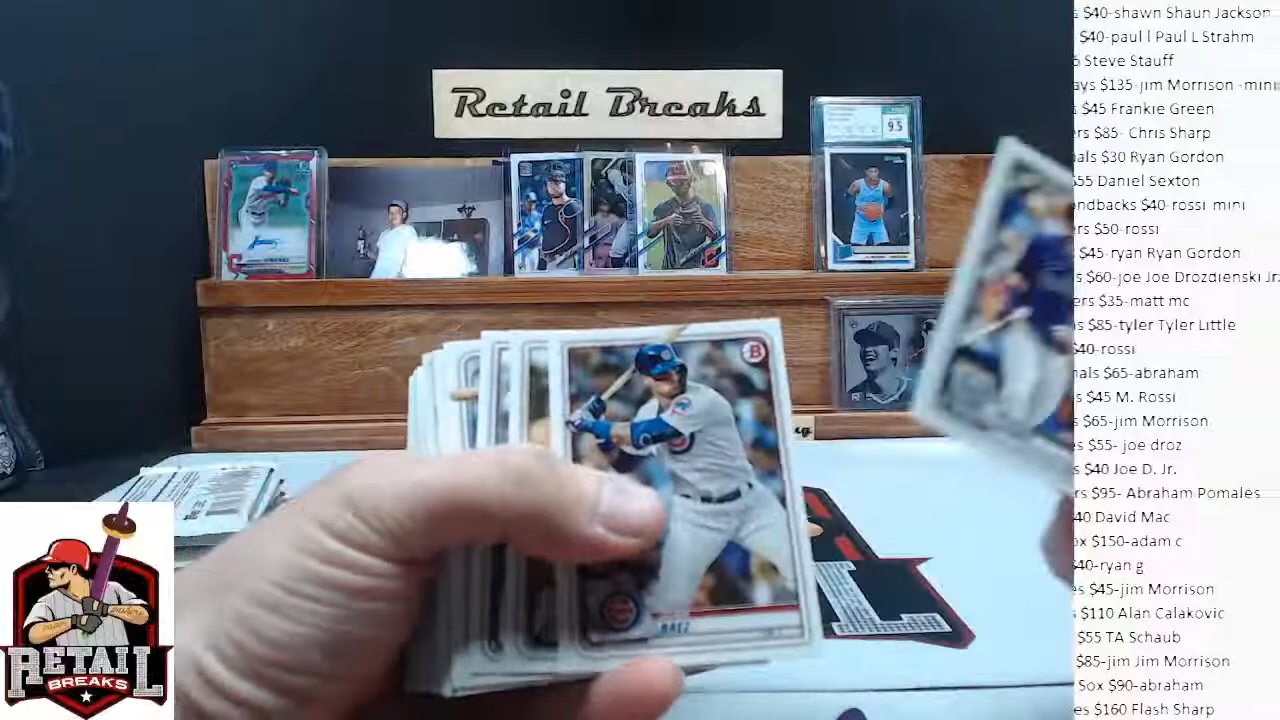 Retail Breaks
9.5
B
BAEZ
RETAIL
BREAKS
$40-shawn Shaun Jackson
$40-paul l Paul L Strahm
Steve Stauff
ays $135-jim Morrison -mini
s $45 Frankie Green
ers $85- Chris Sharp
nals $30 Ryan Gordon
$55 Daniel Sexton
ndbacks $40-rossi mini
ers $50-rossi
$45-ryan Ryan Gordon
s $60-joe Joe Drozdienski Jr
ers $35-matt mc
s $85-tyler Tyler Little
$40-rossi
nals $65-abraham
s $45 M. Rossi
$65-jim Morrison
s $55- joe droz
s $40 Joe D. Jr.
rs $95- Abraham Pomales
40 David Mac
ox $150-adam c
$40-ryan g
es $45-jim Morrison
s $110 Alan Calakovic
$55 TA Schaub
$85-jim Jim Morrison
Sox $90-abraham
es $160 Flash Sharp